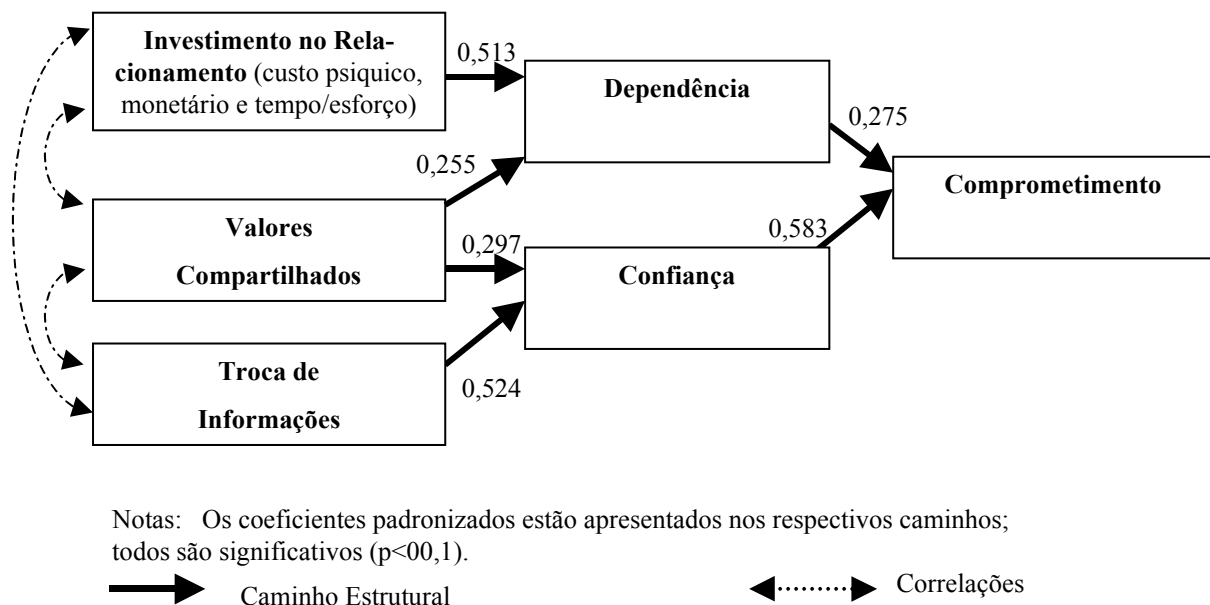 Investimento no Rela-
cionamento (custo psiquico,
monetário e tempo/esforço)
0,513
Dependência
0,275
0,255
Comprometimento
Valores
Compartilhados
0,297
0,583
Confiança
Troca de
Informações
0,524
Notas: Os coeficientes padronizados estão apresentados nos respectivos caminhos;
todos são significativos (p<00,1).
Caminho Estrutural
Correlações